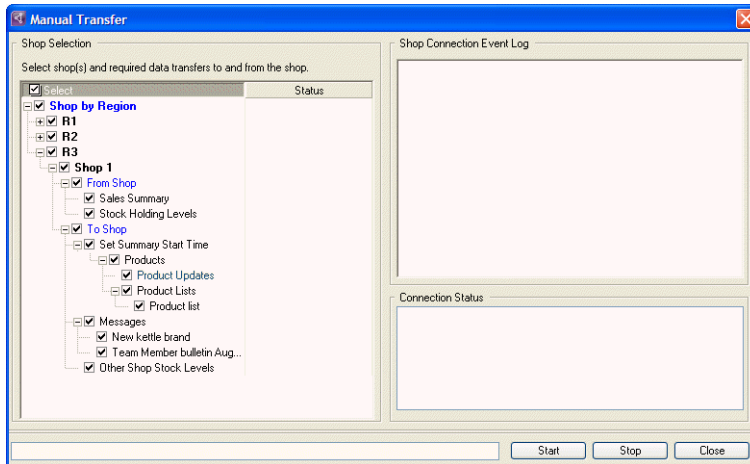 Manual Transfer
Shop Selection
Select shop(s) and required data transfers to and from the shop.
Select Status
Shop by Region
R1
R2
R3
Shop 1
From Shop
Sales Summary
Stock Holding Levels
To Shop
Set Summary Start Time
Products
Product Updates
Product Lists
Product list
Messages
New kettle brand
Team Member bulletin Aug...
Other Shop Stock Levels
Shop Connection Event Log
Connection Status
Start Stop Close